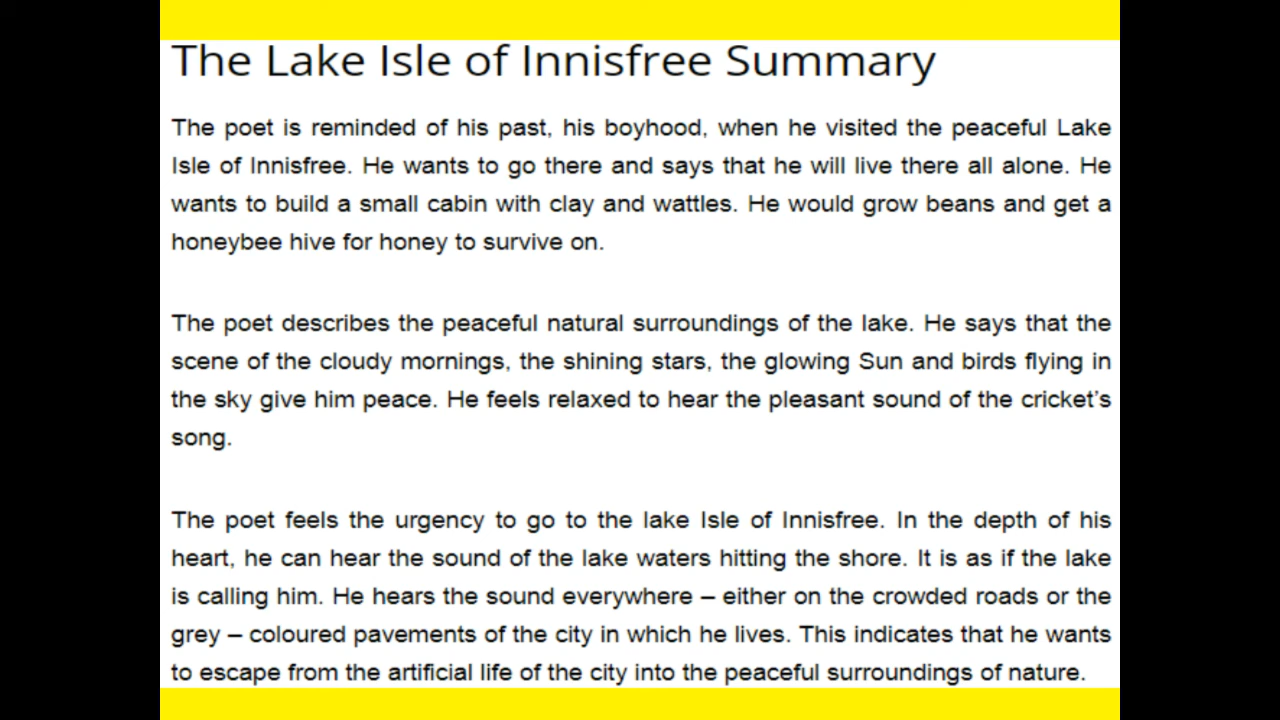 The Lake Isle of Innisfree Summary
The poet is reminded of his past, his boyhood, when he visited the peaceful Lake
Isle of Innisfree. He wants to go there and says that he will live there all alone. He
wants to build a small cabin with clay and wattles. He would grow beans and get a
honeybee hive for honey to survive on.
The poet describes the peaceful natural surroundings of the lake. He says that the
scene of the cloudy mornings, the shining stars, the glowing Sun and birds flying in
the sky give him peace. He feels relaxed to hear the pleasant sound of the cricket’s
song.
The poet feels the urgency to go to the lake Isle of Innisfree. In the depth of his
heart, he can hear the sound of the lake waters hitting the shore. It is as if the lake
is calling him. He hears the sound everywhere – either on the crowded roads or the
grey – coloured pavements of the city in which he lives. This indicates that he wants
to escape from the artificial life of the city into the peaceful surroundings of nature.